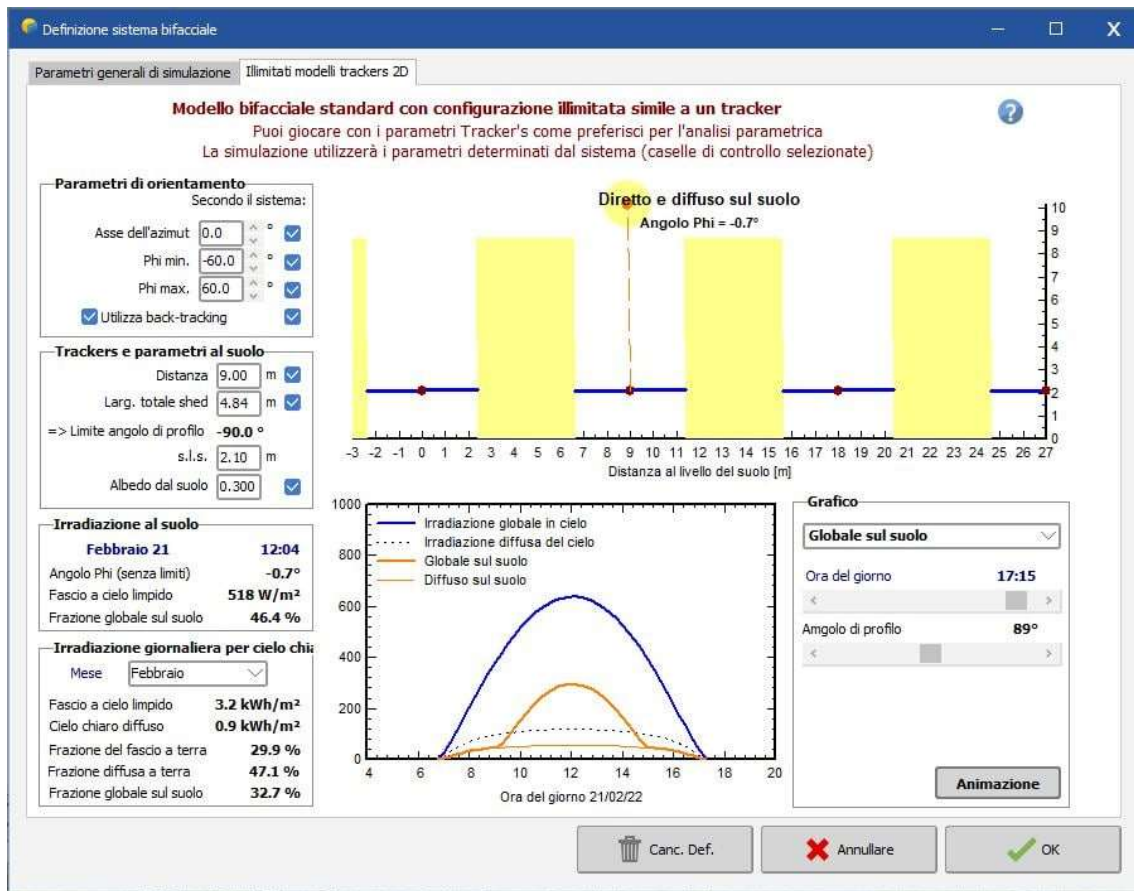 Definizione sistema bifacciale
Parametri generali di simulazione
Illimitati modelli trackers 2D
Modello bifacciale standard con configurazione illimitata simile a un tracker
Puoi giocare con i parametri Tracker's come preferisci per l'analisi parametrica
La simulazione utilizzerà i parametri determinati dal sistema (caselle di controllo selezionate)
?
Parametri di orientamento
Secondo il sistema:
Asse dell'azimut 0.0 °
Phi min. -60.0 °
Phi max. 60.0 °
Utilizza back-tracking
Trackers e parametri al suolo
Distanza 9.00 m
Larg. totale shed 4.84 m
=> Limite angolo di profilo -90.0 °
s.l.s. 2.10 m
Albedo dal suolo 0.300
Irradiazione al suolo
Febbraio 21 12:04
Angolo Phi (senza limiti) -0.7°
Fascio a cielo limpido 518 W/m²
Frazione globale sul suolo 46.4 %
Irradiazione giornaliera per cielo chia
Mese Febbraio
Fascio a cielo limpido 3.2 kWh/m²
Cielo chiaro diffuso 0.9 kWh/m²
Frazione del fascio a terra 29.9 %
Frazione diffusa a terra 47.1 %
Frazione globale sul suolo 32.7 %
Diretto e diffuso sul suolo
Angolo Phi = -0.7°
10
9
8
7
6
5
4
3
2
1
0
-3 -2 -1 0 1 2 3 4 5 6 7 8 9 10 11 12 13 14 15 16 17 18 19 20 21 22 23 24 25 26 27
Distanza al livello del suolo [m]
1000
800
600
400
200
0
Irradiazione globale in cielo
Irradiazione diffusa del cielo
Globale sul suolo
Diffuso sul suolo
4 6 8 10 12 14 16 18 20
Ora del giorno 21/02/22
Grafico
Globale sul suolo
Ora del giorno 17:15
Amgolo di profilo 89°
Animazione
Canc. Def.
Annullare
OK